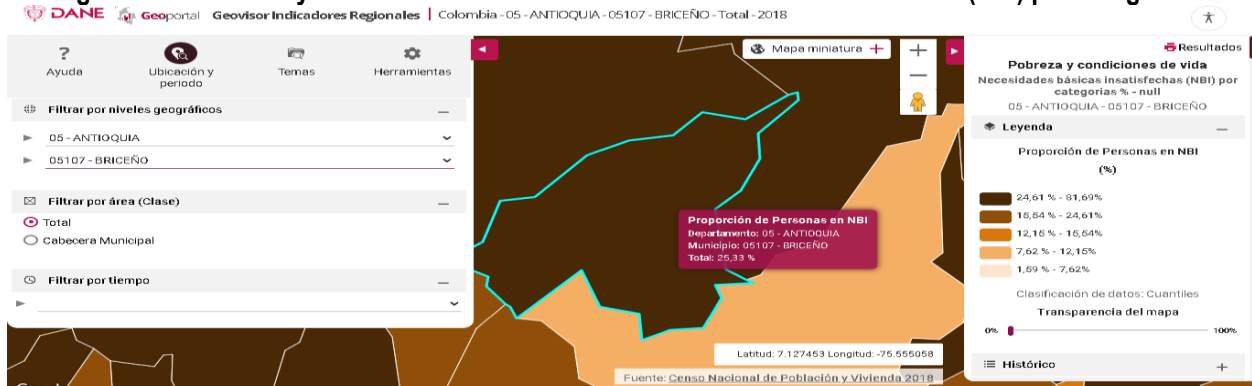 DANE Geoportal Geovisor Indicadores Regionales | Colombia - 05 - ANTIOQUIA - 05107 - BRICEÑO - Total - 2018
Ayuda
Ubicación y periodo
Temas
Herramientas
Filtrar por niveles geográficos
05 - ANTIOQUIA
05107 - BRICEÑO
Filtrar por área (Clase)
Total
Cabecera Municipal
Filtrar por tiempo
Mapa miniatura
Proporción de Personas en NBI
Departamento: 05 - ANTIOQUIA
Municipio: 05107 - BRICEÑO
Total: 25,33 %
Latitud: 7.127453 Longitud: -75.555058
Fuente: Censo Nacional de Población y Vivienda 2018
Resultados
Pobreza y condiciones de vida
Necesidades básicas insatisfechas (NBI) por
categorias % - null
05 - ANTIOQUIA - 05107 - BRICEÑO
Leyenda
Proporción de Personas en NBI
(%)
24,61 % - 81,69%
15,54 % - 24,61%
12,15 % - 15,54%
7,62 % - 12,15%
1,59 % - 7,62%
Clasificación de datos: Cuantiles
Transparencia del mapa
0%
100%
Histórico